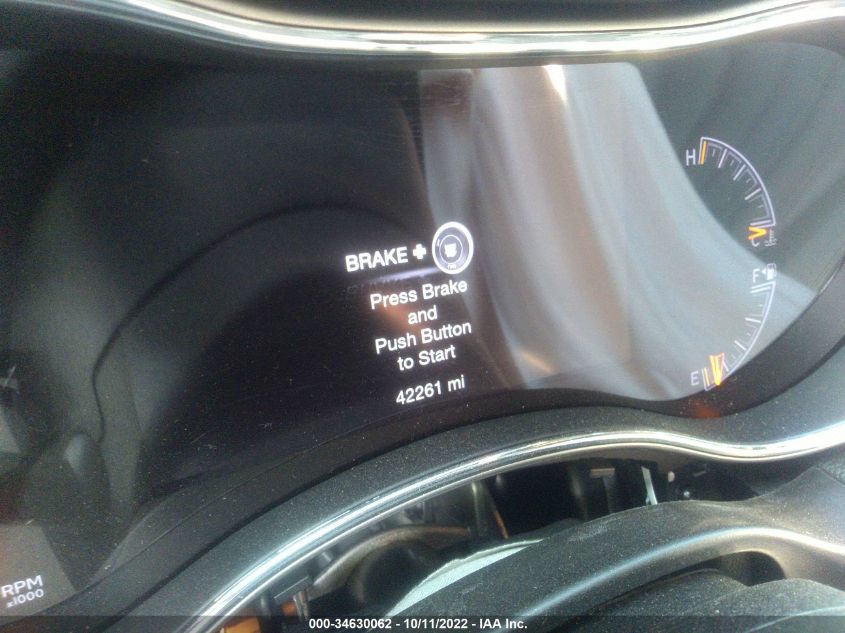 H
C
BRAKE +
Press Brake
and
Push Button
to Start
42261 mi
F
E
RPM
x1000
000-34630062 - 10/11/2022 - IAA Inc.